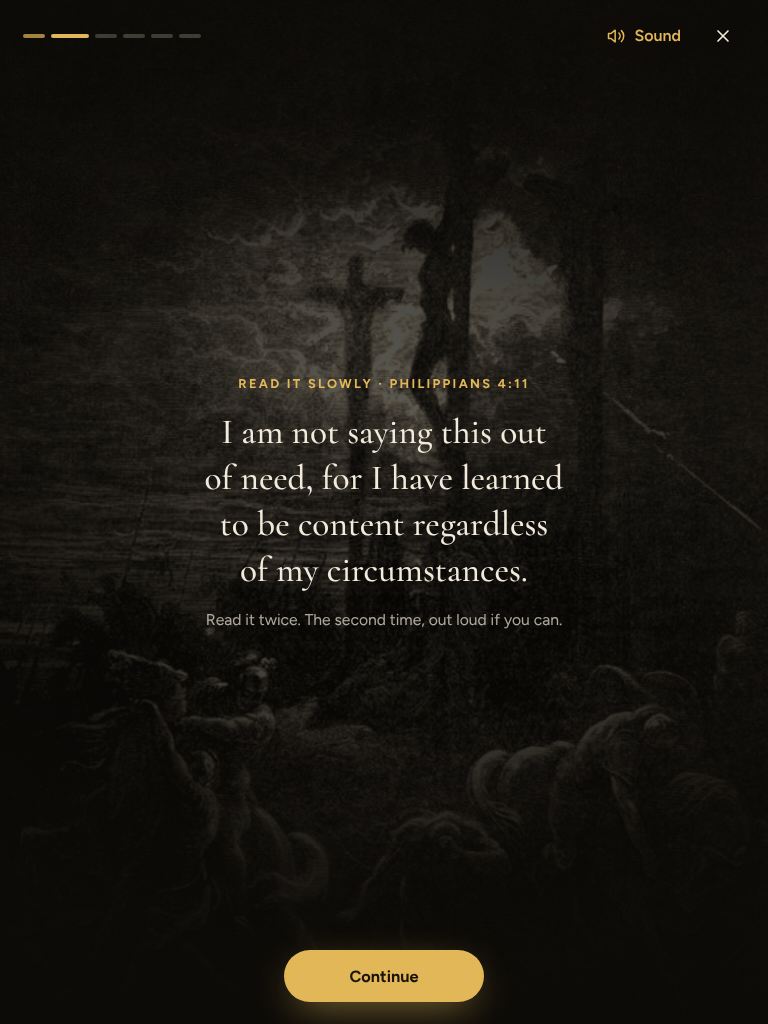 Sound
READ IT SLOWLY · PHILIPPIANS 4:11
I am not saying this out
of need, for I have learned
to be content regardless
of my circumstances.
Read it twice. The second time, out loud if you can.
Continue